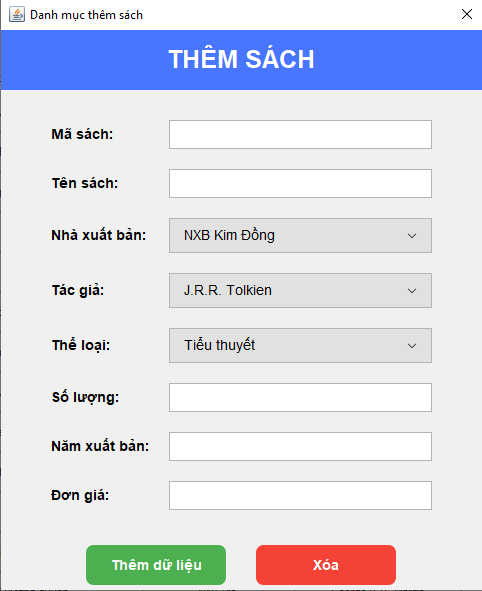 Danh mục thêm sách
THÊM SÁCH
Mã sách:
Tên sách:
Nhà xuất bản: NXB Kim Đồng
Tác giả: J.R.R. Tolkien
Thể loại: Tiểu thuyết
Số lượng:
Năm xuất bản:
Đơn giá:
Thêm dữ liệu Xóa